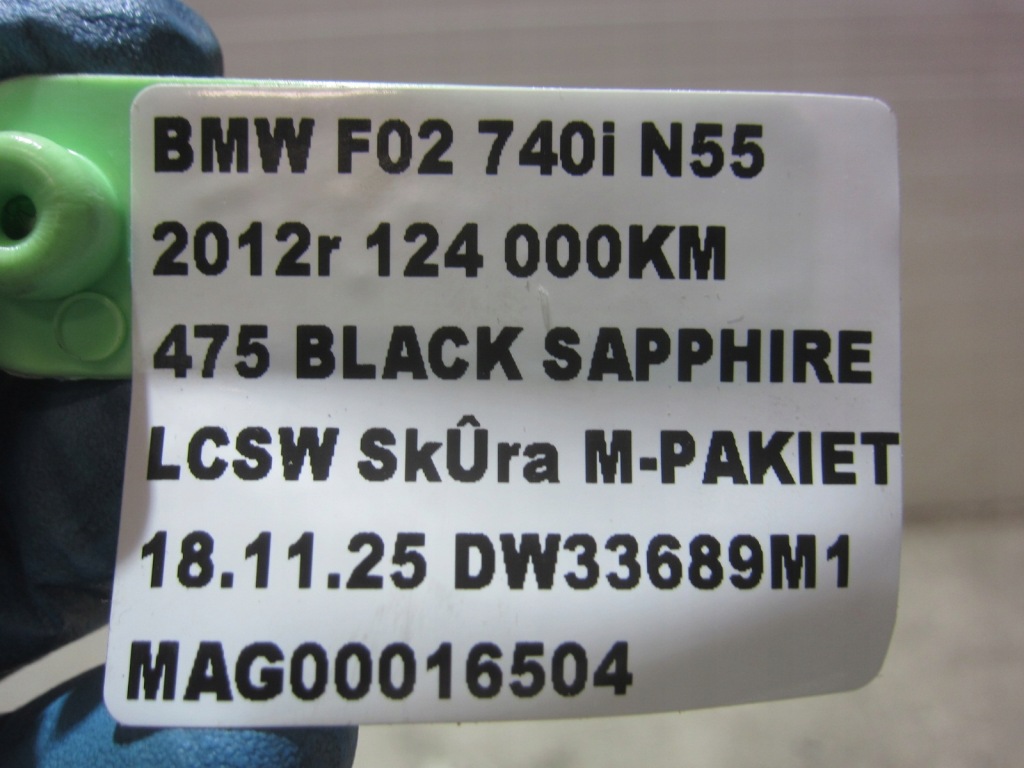 BMW F02 740i N55
2012r 124 000KM
475 BLACK SAPPHIRE
LCSW SkÛra M-PAKIET
18.11.25 DW33689M1
MAG00016504